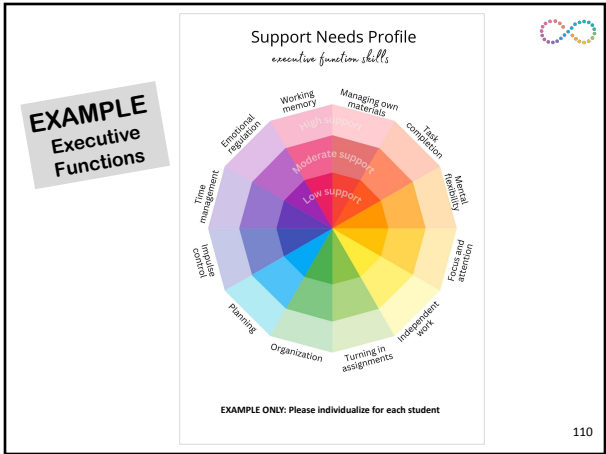 Support Needs Profile
executive function skills
EXAMPLE
Executive
Functions
Working
memory
Managing own
materials
Task
completion
Mental
flexibility
Focus and
attention
Independent
work
Turning in
assignments
Organization
Planning
Impulse
control
Time
management
Emotional
regulation
High support
Moderate support
Low support
EXAMPLE ONLY: Please individualize for each student
110